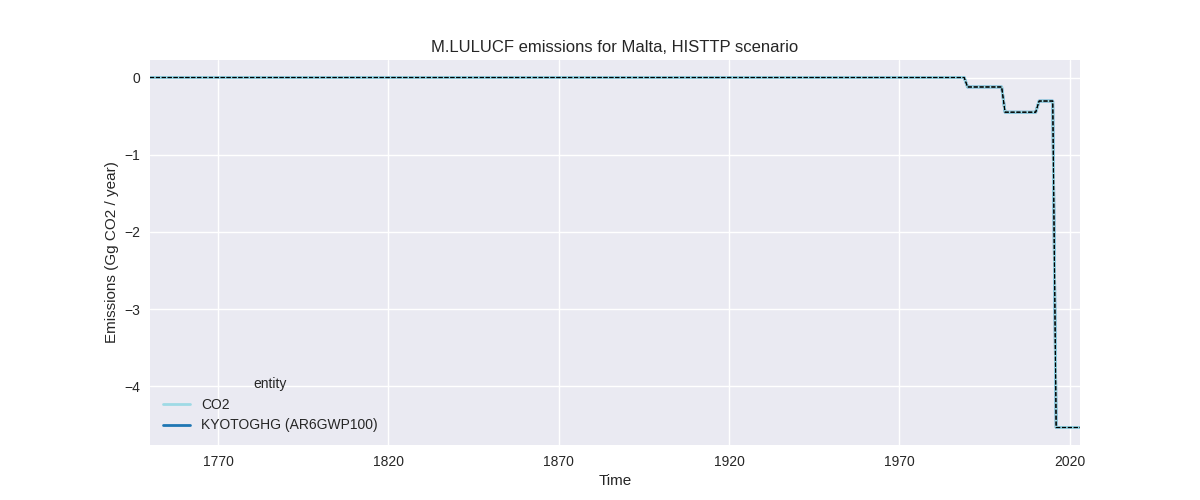 M.LULUCF emissions for Malta, HISTTP scenario
Emissions (Gg CO2 / year)
0
−1
−2
−3
−4
entity
CO2
KYOTOGHG (AR6GWP100)
1770
1820
1870
1920
1970
2020
Time